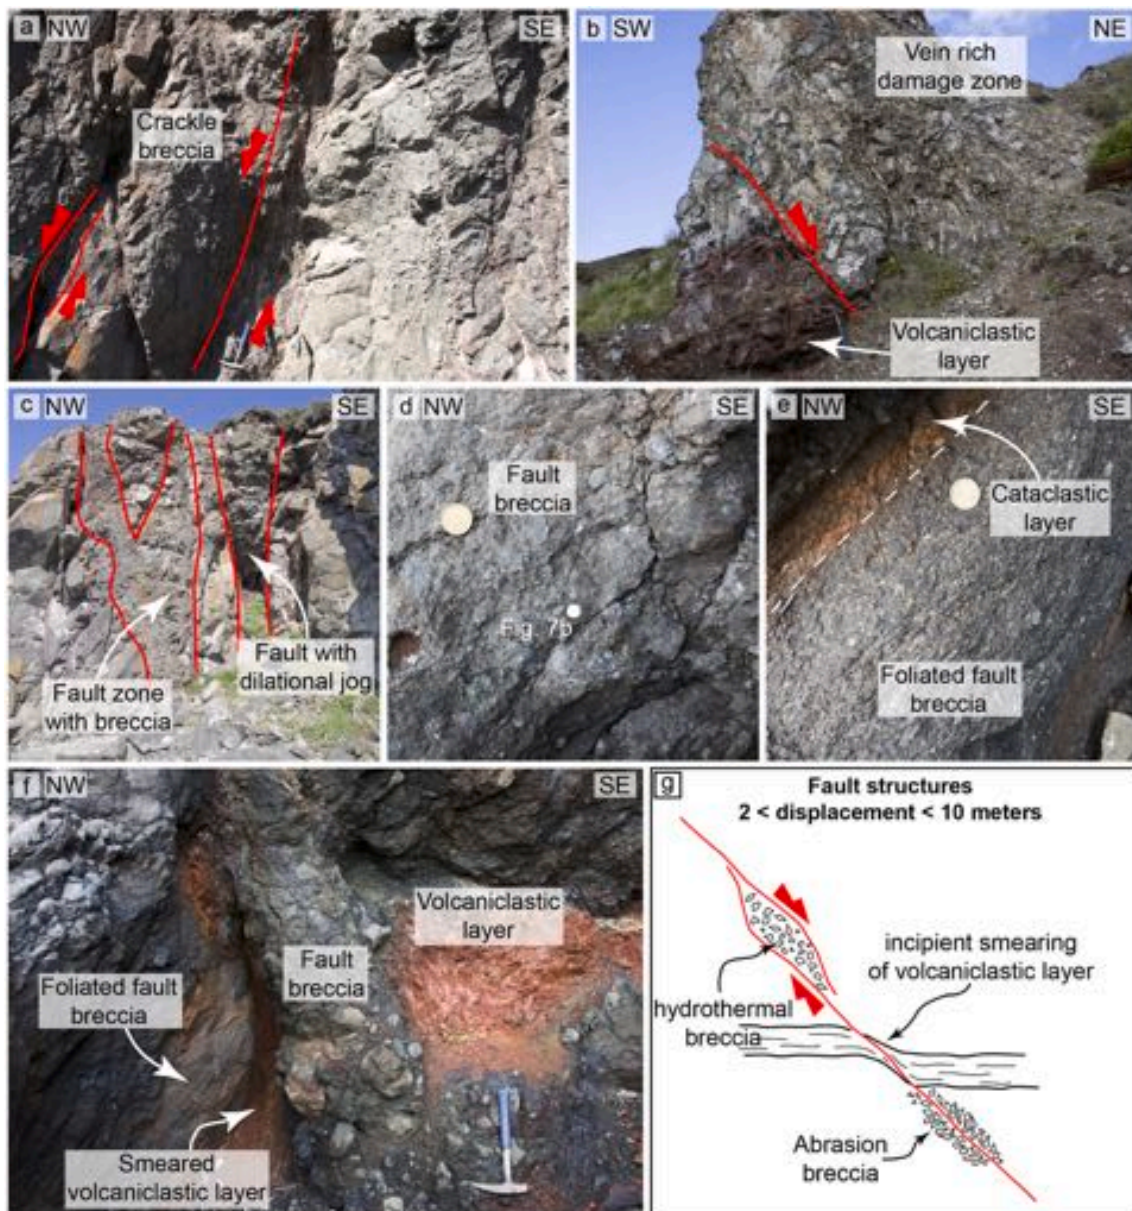 a NW
SE
Crackle
breccia
b SW
NE
Vein rich
damage zone
Volcaniclastic
layer
c NW
SE
Fault zone
with breccia
Fault with
dilational jog
d NW
SE
Fault
breccia
Fig. 7b
e NW
SE
Cataclastic
layer
Foliated fault
breccia
f NW
SE
Volcaniclastic
layer
Fault
breccia
Foliated fault
breccia
Smeared
volcaniclastic layer
g
Fault structures
2 < displacement < 10 meters
incipient smearing
of volcaniclastic layer
hydrothermal
breccia
Abrasion
breccia